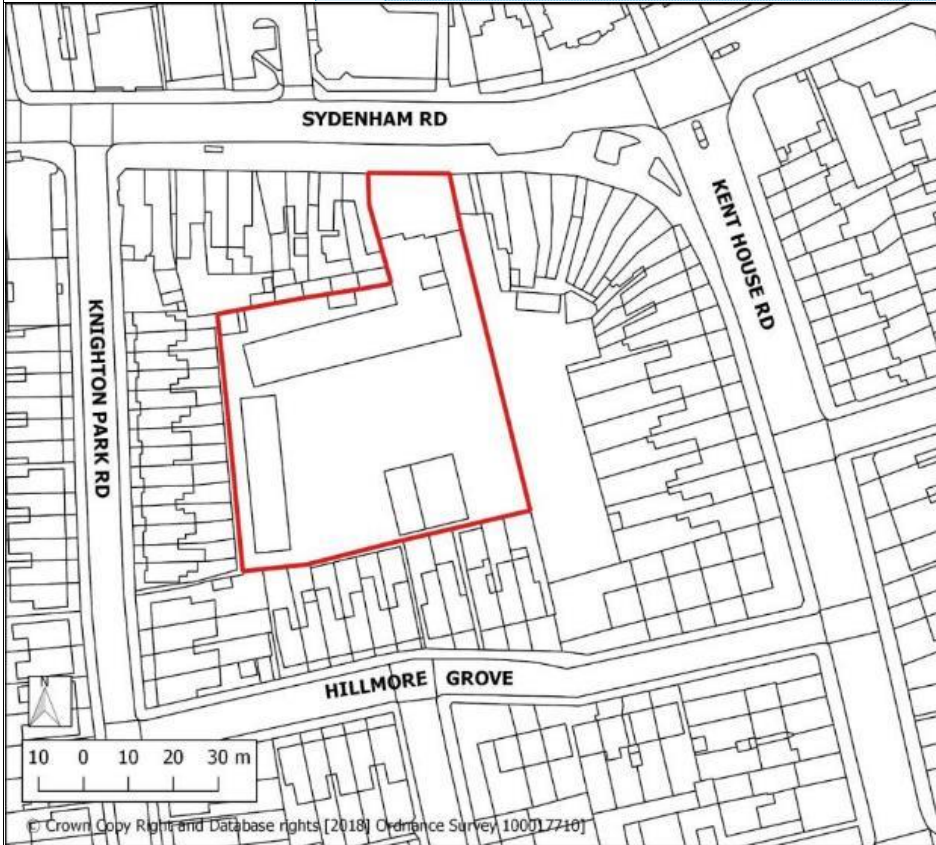 SYDENHAM RD
KENT HOUSE RD
KNIGHTON PARK RD
HILLMORE GROVE
N
10 0 10 20 30 m
© Crown Copy Right and Database rights [2018] Ordnance Survey 100017710]